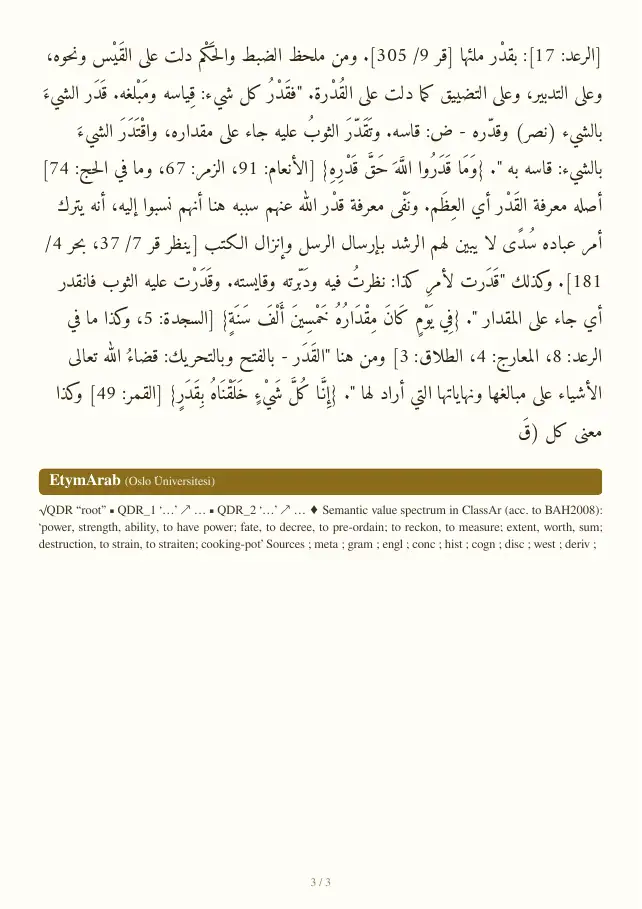 [الرعد: 17]: بقدْر ملئها [قر 9/ 305]. ومن ملحظ الضبط والحَكْم دلت على القَيْس ونحوه،
وعلى التدبير، وعلى التضييق كما دلت على القُدْرة. "فقَدْرُ كل شيء: قِياسه ومَبْلغه. قَدَر الشيءَ
بالشيء (نصر) وقدّره - ض: قاسه. وتَقَدّرَ الثوبُ عليه جاء على مقداره، واقْتَدَرَ الشيءَ
بالشيء: قاسه به ". {وَمَا قَدَرُوا اللَّهَ حَقَّ قَدْرِهِ} [الأنعام: 91، الزمر: 67، وما في الحج: 74]
أصله معرفة القَدْر أي العِظَم. ونَفْى معرفة قدْر الله عنهم سببه هنا أنهم نسبوا إليه، أنه يترك
أمر عباده سُدًى لا يبين لهم الرشد بإرسال الرسل وإنزال الكتب [ينظر قر 7/ 37، بحر 4/
181]. وكذلك "قَدَرت لأمرِ كذا: نظرتُ فيه ودَبّرته وقايسته. وقَدَرْت عليه الثوب فانقدر
أي جاء على المقدار ". {فِي يَوْمٍ كَانَ مِقْدَارُهُ خَمْسِينَ أَلْفَ سَنَةٍ} [السجدة: 5، وكذا ما في
الرعد: 8، المعارج: 4، الطلاق: 3] ومن هنا "القَدَر - بالفتح وبالتحريك: قضاءُ الله تعالى
الأشياء على مبالغها ونهاياتها التي أراد لها ". {إِنَّا كُلَّ شَيْءٍ خَلَقْنَاهُ بِقَدَرٍ} [القمر: 49] وكذا
معنى كل (قَ
EtymArab (Oslo Üniversitesi)
√QDR “root” ▪ QDR_1 ‘…’ ↗ … ▪ QDR_2 ‘…’ ↗ … ♦ Semantic value spectrum in ClassAr (acc. to BAH2008):
‘power, strength, ability, to have power; fate, to decree, to pre-ordain; to reckon, to measure; extent, worth, sum;
destruction, to strain, to straiten; cooking-pot’ Sources ; meta ; gram ; engl ; conc ; hist ; cogn ; disc ; west ; deriv ;
3 / 3